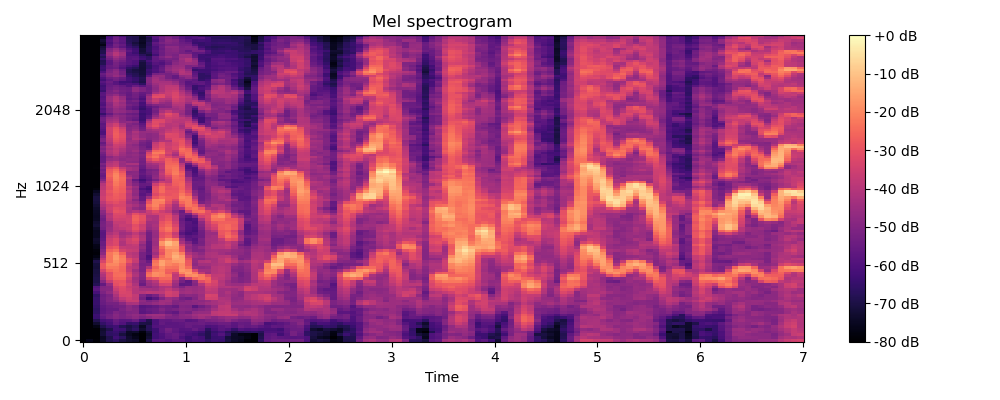 Mel spectrogram
Hz
2048
1024
512
0
0 1 2 3 4 5 6 7
Time
+0 dB
-10 dB
-20 dB
-30 dB
-40 dB
-50 dB
-60 dB
-70 dB
-80 dB